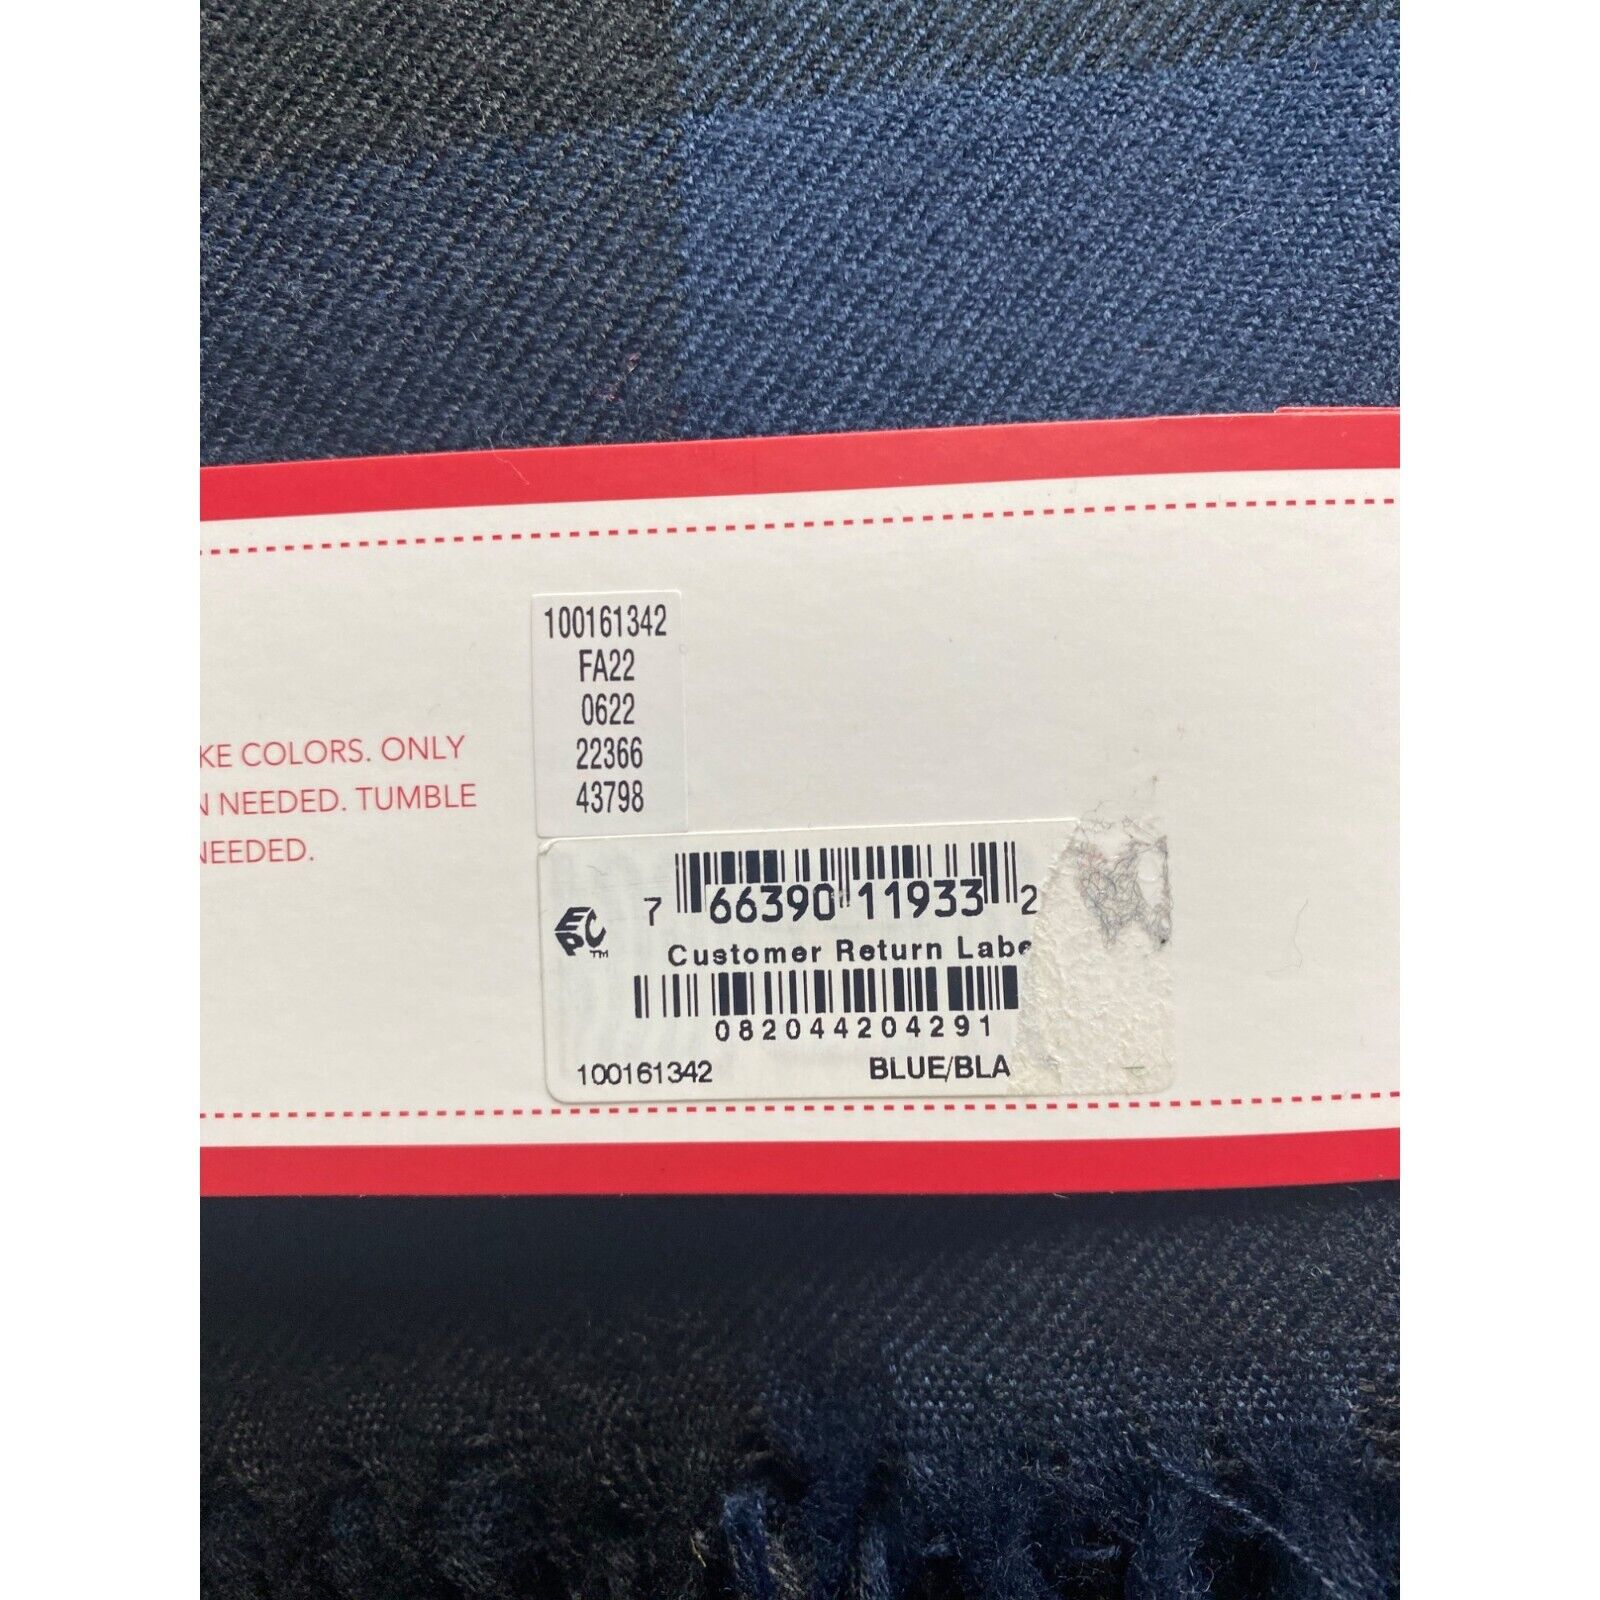 100161342
FA22
0622
22366
43798
KE COLORS. ONLY
N NEEDED. TUMBLE
NEEDED.
7 66390 11933 2
EPC™
Customer Return Labe
082044204291
100161342 BLUE/BLA